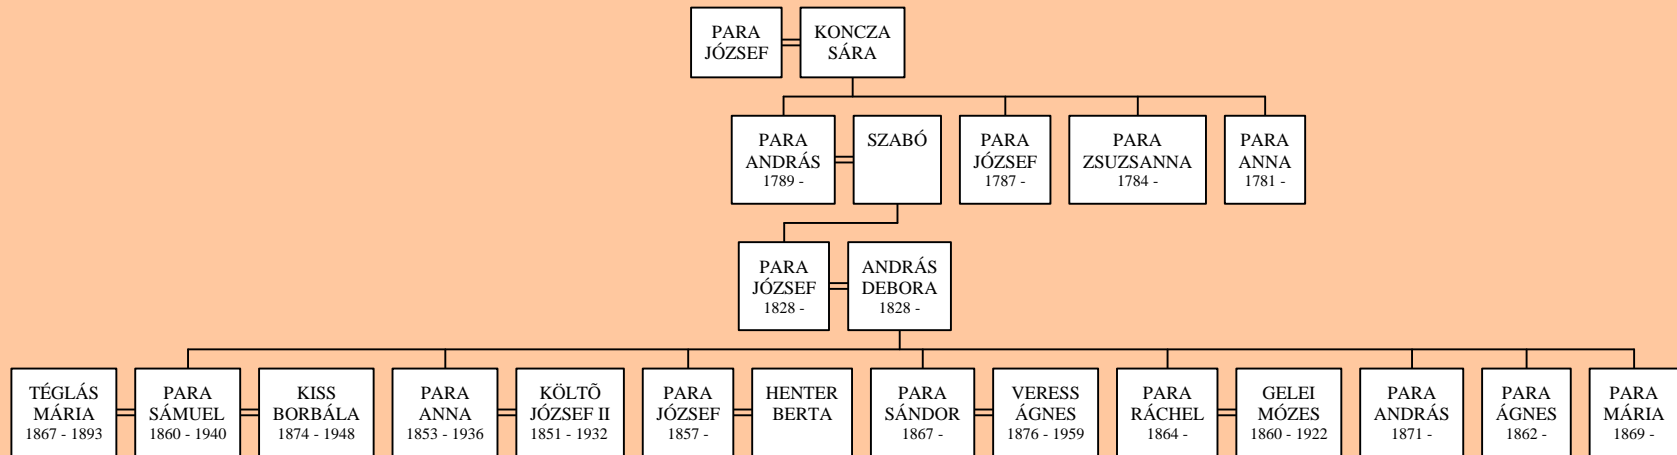 PARA
JÓZSEF
KONCZA
SÁRA
PARA
ANDRÁS
1789 -
SZABÓ
PARA
JÓZSEF
1787 -
PARA
ZSUZSANNA
1784 -
PARA
ANNA
1781 -
PARA
JÓZSEF
1828 -
ANDRÁS
DEBORA
1828 -
TÉGLÁS
MÁRIA
1867 - 1893
PARA
SÁMUEL
1860 - 1940
KISS
BORBÁLA
1874 - 1948
PARA
ANNA
1853 - 1936
KÖLTÕ
JÓZSEF II
1851 - 1932
PARA
JÓZSEF
1857 -
HENTER
BERTA
PARA
SÁNDOR
1867 -
VERESS
ÁGNES
1876 - 1959
PARA
RÁCHEL
1864 -
GELEI
MÓZES
1860 - 1922
PARA
ANDRÁS
1871 -
PARA
ÁGNES
1862 -
PARA
MÁRIA
1869 -